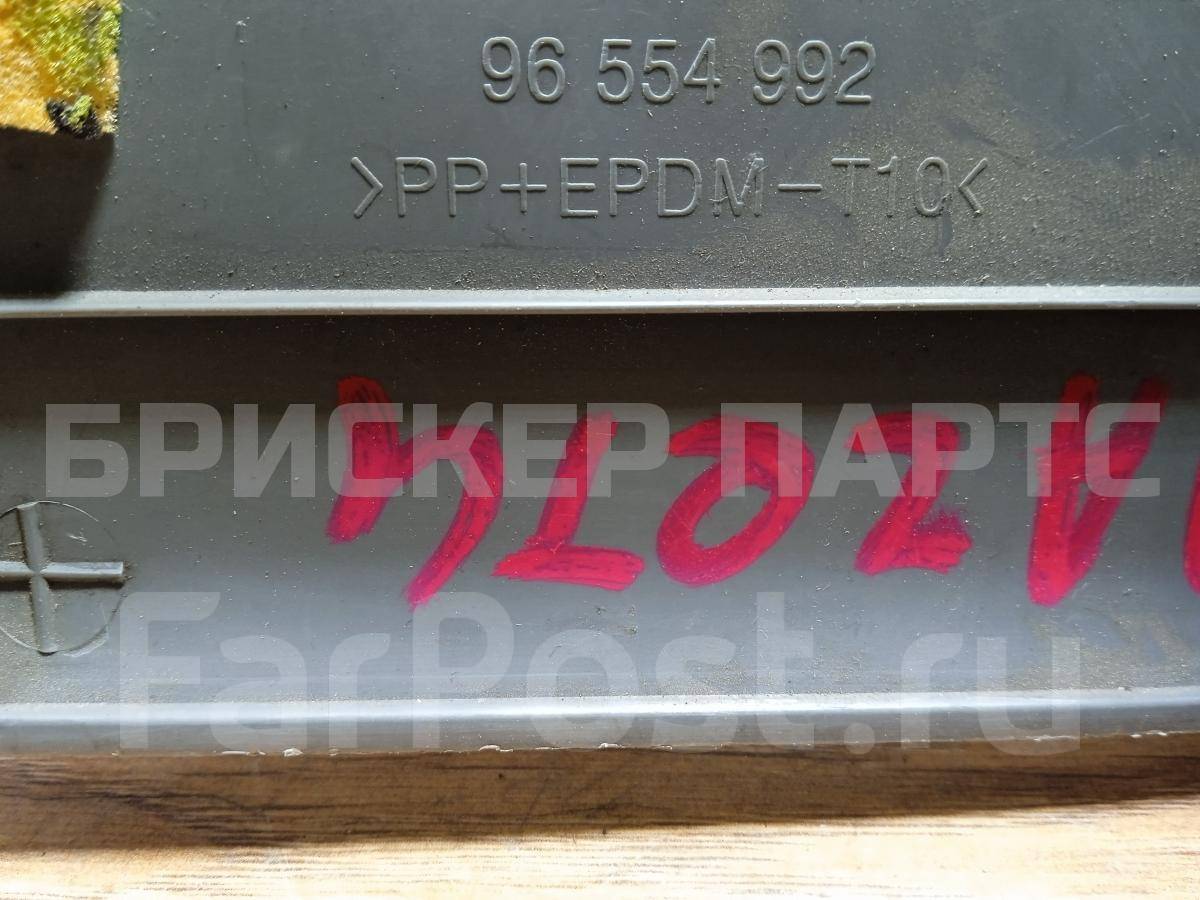 96 554 992
>PP+EPDM-T10<
БРИСКЕР ПАРТС
FarPost.ru